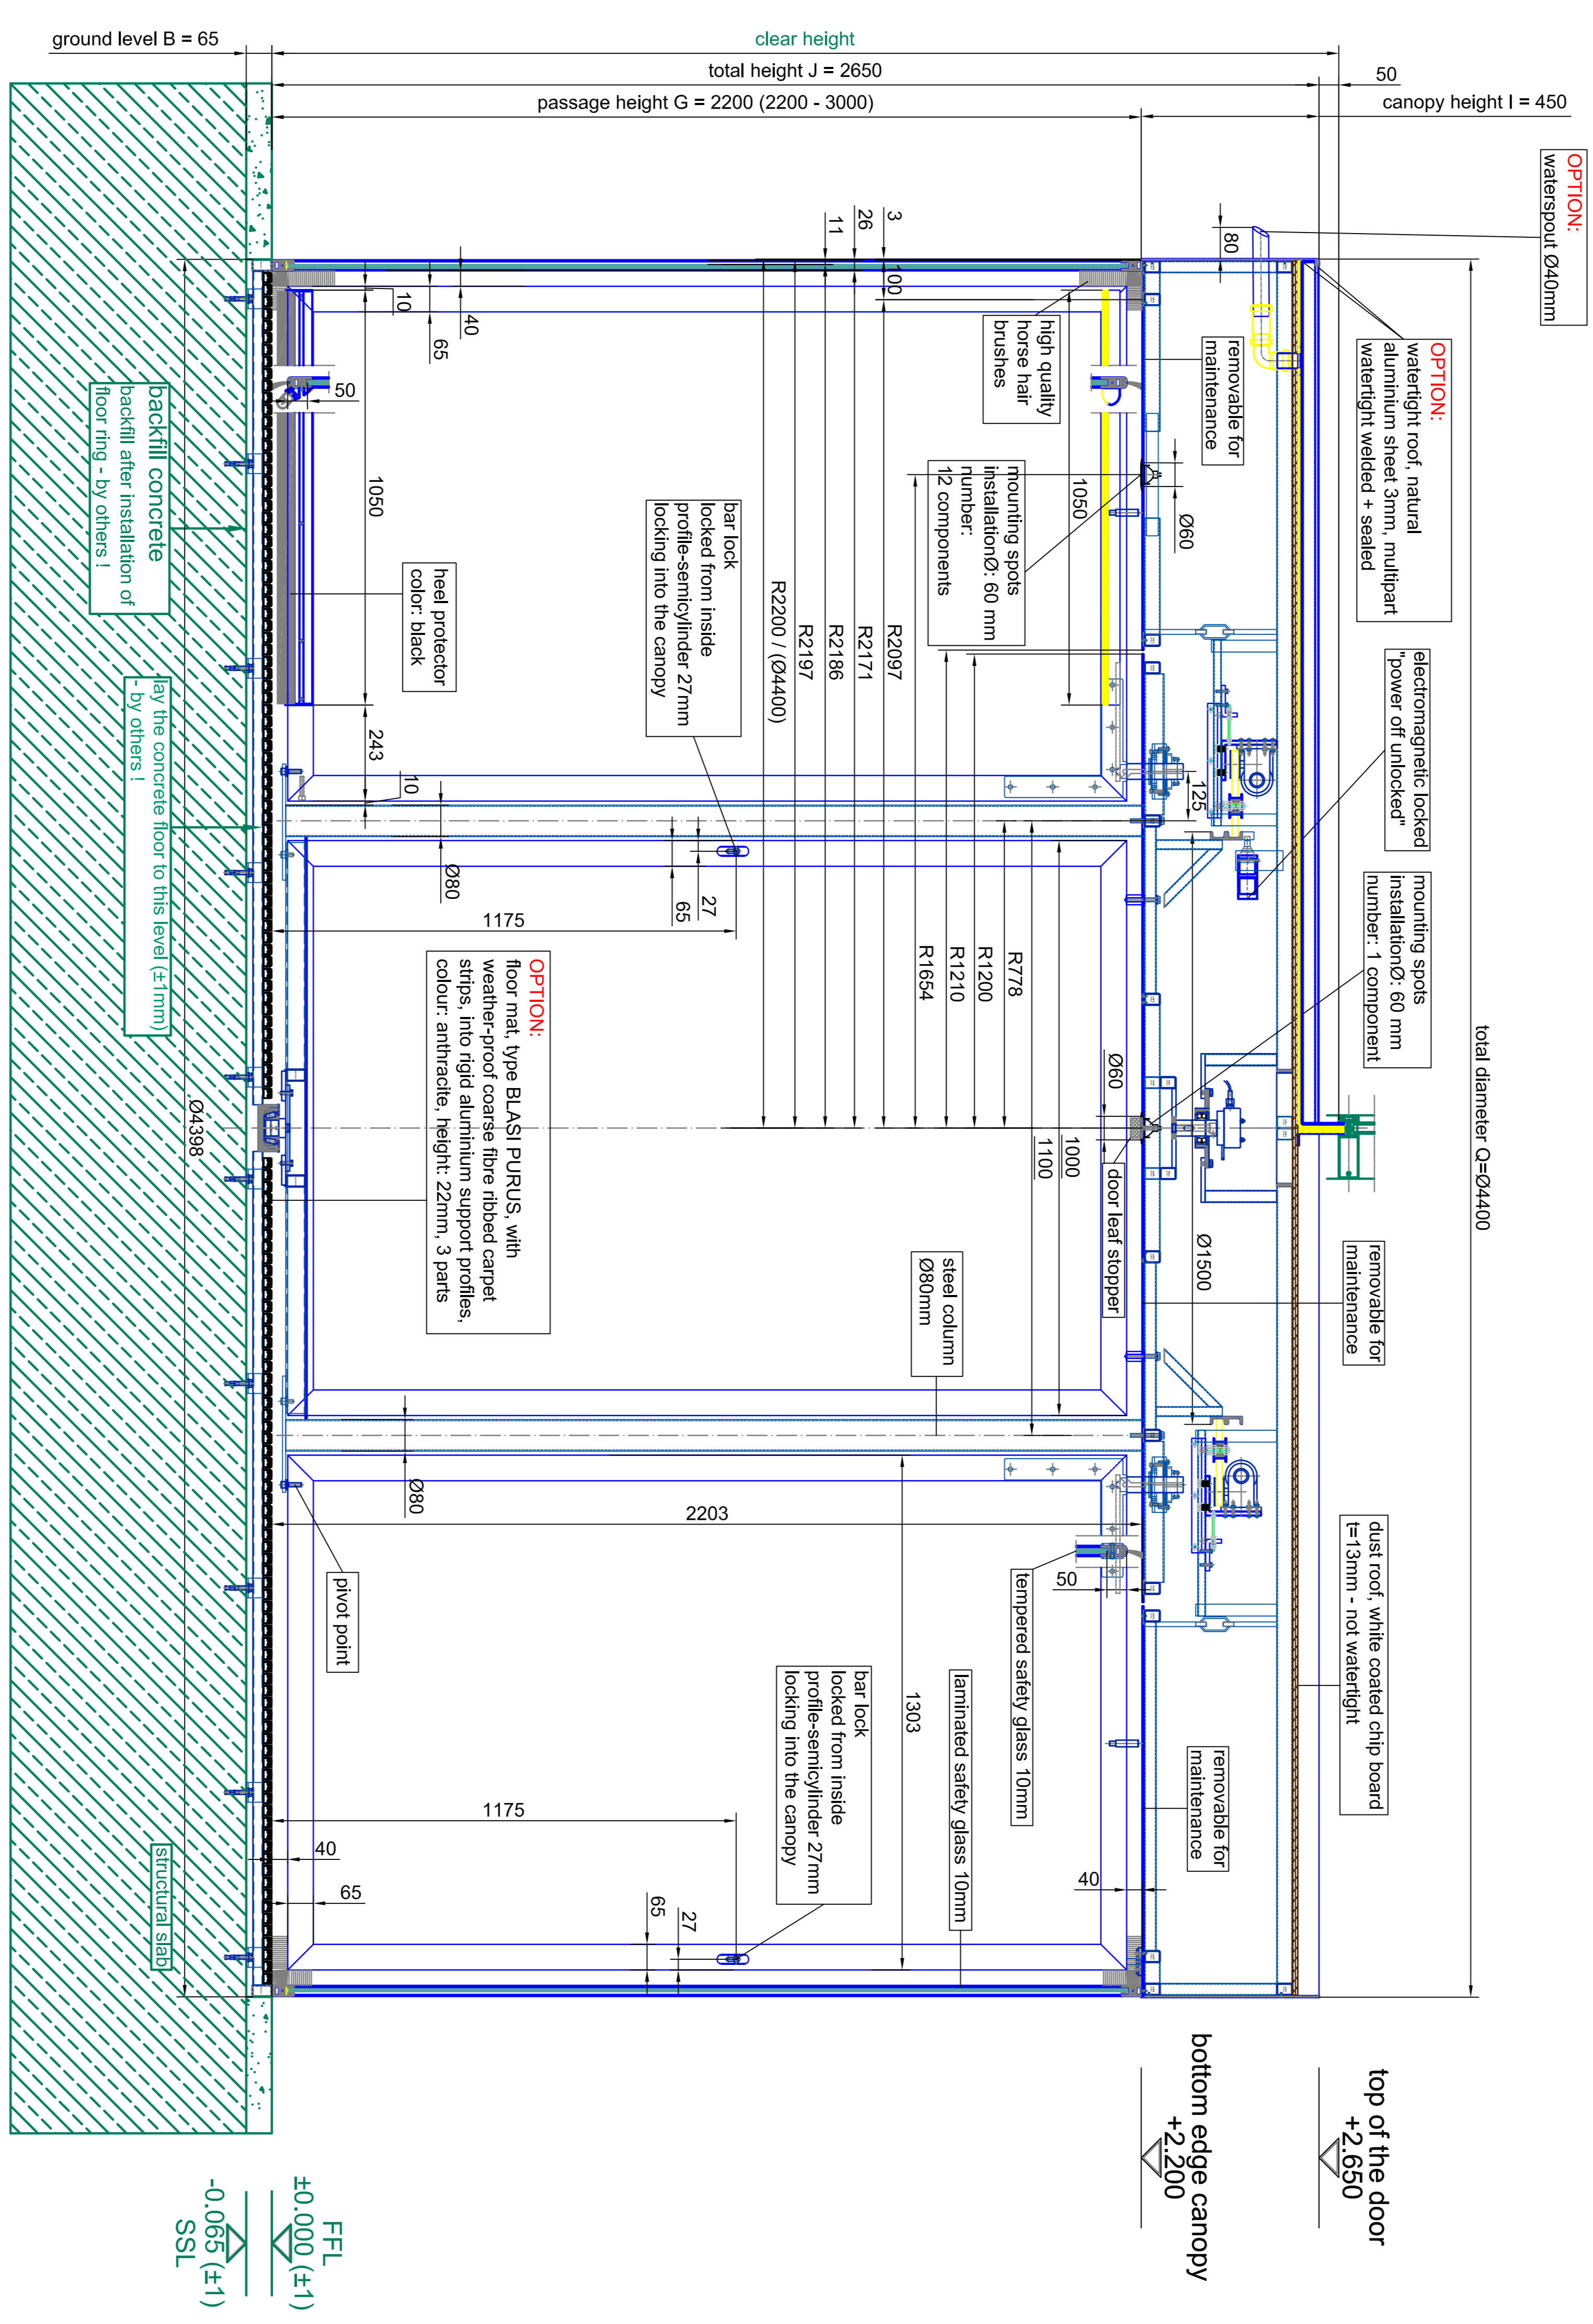 ground level B = 65
clear height
total height J = 2650
50
passage height G = 2200 (2200 - 3000)
canopy height I = 450
OPTION:
waterspout Ø40mm
80
OPTION:
watertight roof, natural
aluminium sheet 3mm, multipart
watertight welded + sealed
electromagnetic locked
"power off unlocked"
mounting spots
installationØ: 60 mm
number: 1 component
total diameter Q=Ø4400
removable for
maintenance
dust roof, white coated chip board
t=13mm - not watertight
removable for
maintenance
Ø60
125
Ø1500
removable for
maintenance
3
26
11
100
high quality
horse hair
brushes
mounting spots
installationØ: 60 mm
number:
12 components
1050
R2097
R2171
R2186
R2197
R2200 / (Ø4400)
R778
R1200
R1210
R1654
Ø60
door leaf stopper
1000
1100
steel column
Ø80mm
10
40
65
50
1050
243
10
heel protector
color: black
bar lock
locked from inside
profile-semicylinder 27mm
locking into the canopy
27
65
Ø80
1175
OPTION:
floor mat, type BLASI PURUS, with
weather-proof coarse fibre ribbed carpet
strips, into rigid aluminium support profiles,
colour: anthracite, height: 22mm, 3 parts
Ø80
2203
50
tempered safety glass 10mm
laminated safety glass 10mm
1303
bar lock
locked from inside
profile-semicylinder 27mm
locking into the canopy
pivot point
1175
40
65
65
27
40
backfill concrete
backfill after installation of
floor ring - by others !
lay the concrete floor to this level (±1mm)
- by others !
Ø4398
structural slab
top of the door
+2.650
bottom edge canopy
+2.200
FFL
±0.000 (±1)
-0.065 (±1)
SSL